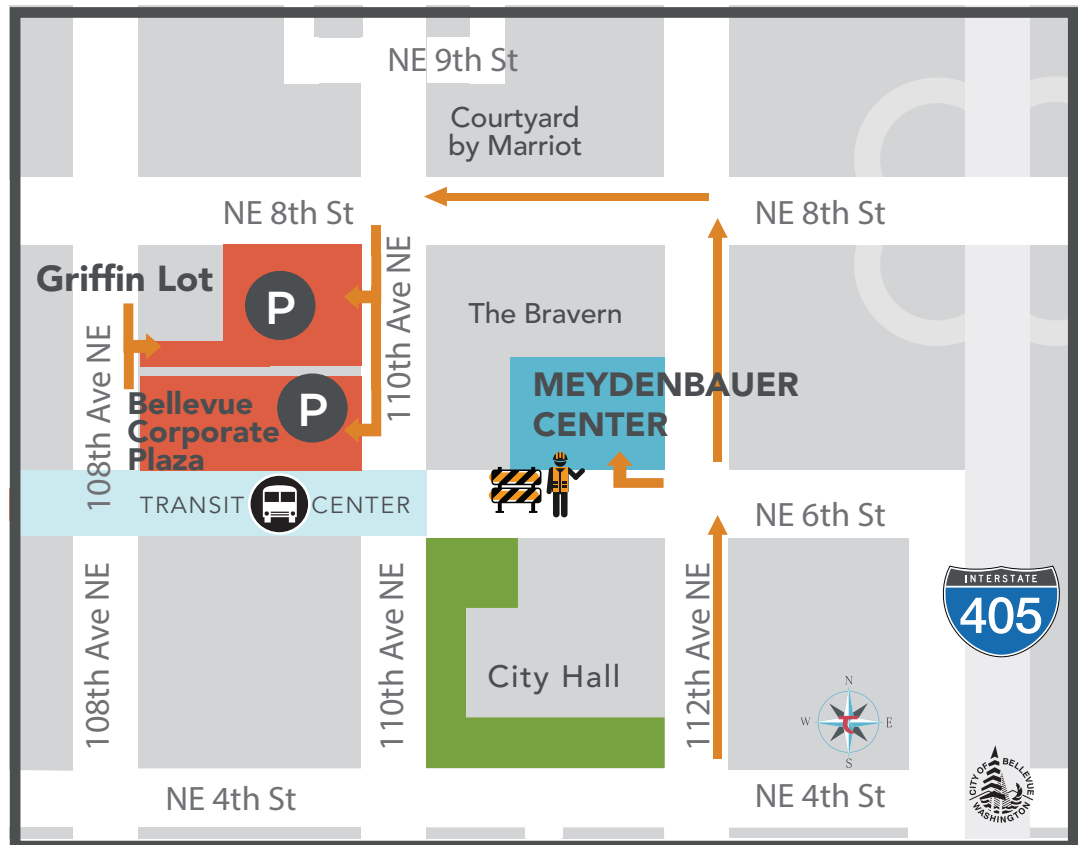 NE 9th St
Courtyard
by Marriot
NE 8th St
NE 8th St
Griffin Lot
P
110th Ave NE
The Bravern
108th Ave NE
MEYDENBAUER
CENTER
Bellevue
Corporate
Plaza
P
TRANSIT CENTER
NE 6th St
108th Ave NE
110th Ave NE
City Hall
112th Ave NE
INTERSTATE
405
N
W E
S
NE 4th St
NE 4th St
CITY OF BELLEVUE
WASHINGTON